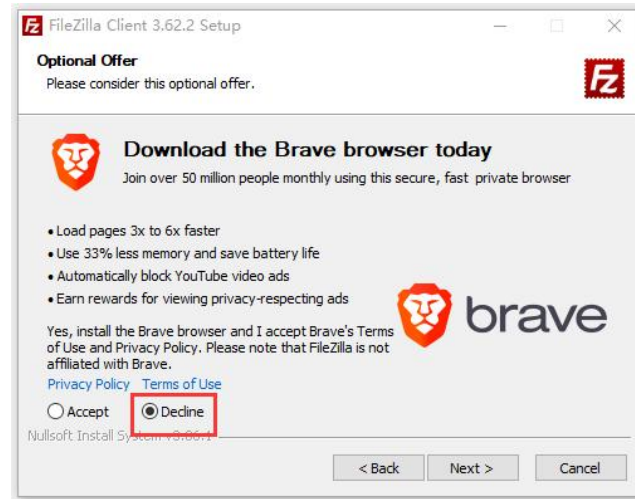 FileZilla Client 3.62.2 Setup
Optional Offer
Please consider this optional offer.
Fz
Download the Brave browser today
Join over 50 million people monthly using this secure, fast private browser
• Load pages 3x to 6x faster
• Use 33% less memory and save battery life
• Automatically block YouTube video ads
• Earn rewards for viewing privacy-respecting ads
brave
Yes, install the Brave browser and I accept Brave's Terms
of Use and Privacy Policy. Please note that FileZilla is not
affiliated with Brave.
Privacy Policy Terms of Use
Accept Decline
Nullsoft Install System v3.06.1
< Back Next > Cancel